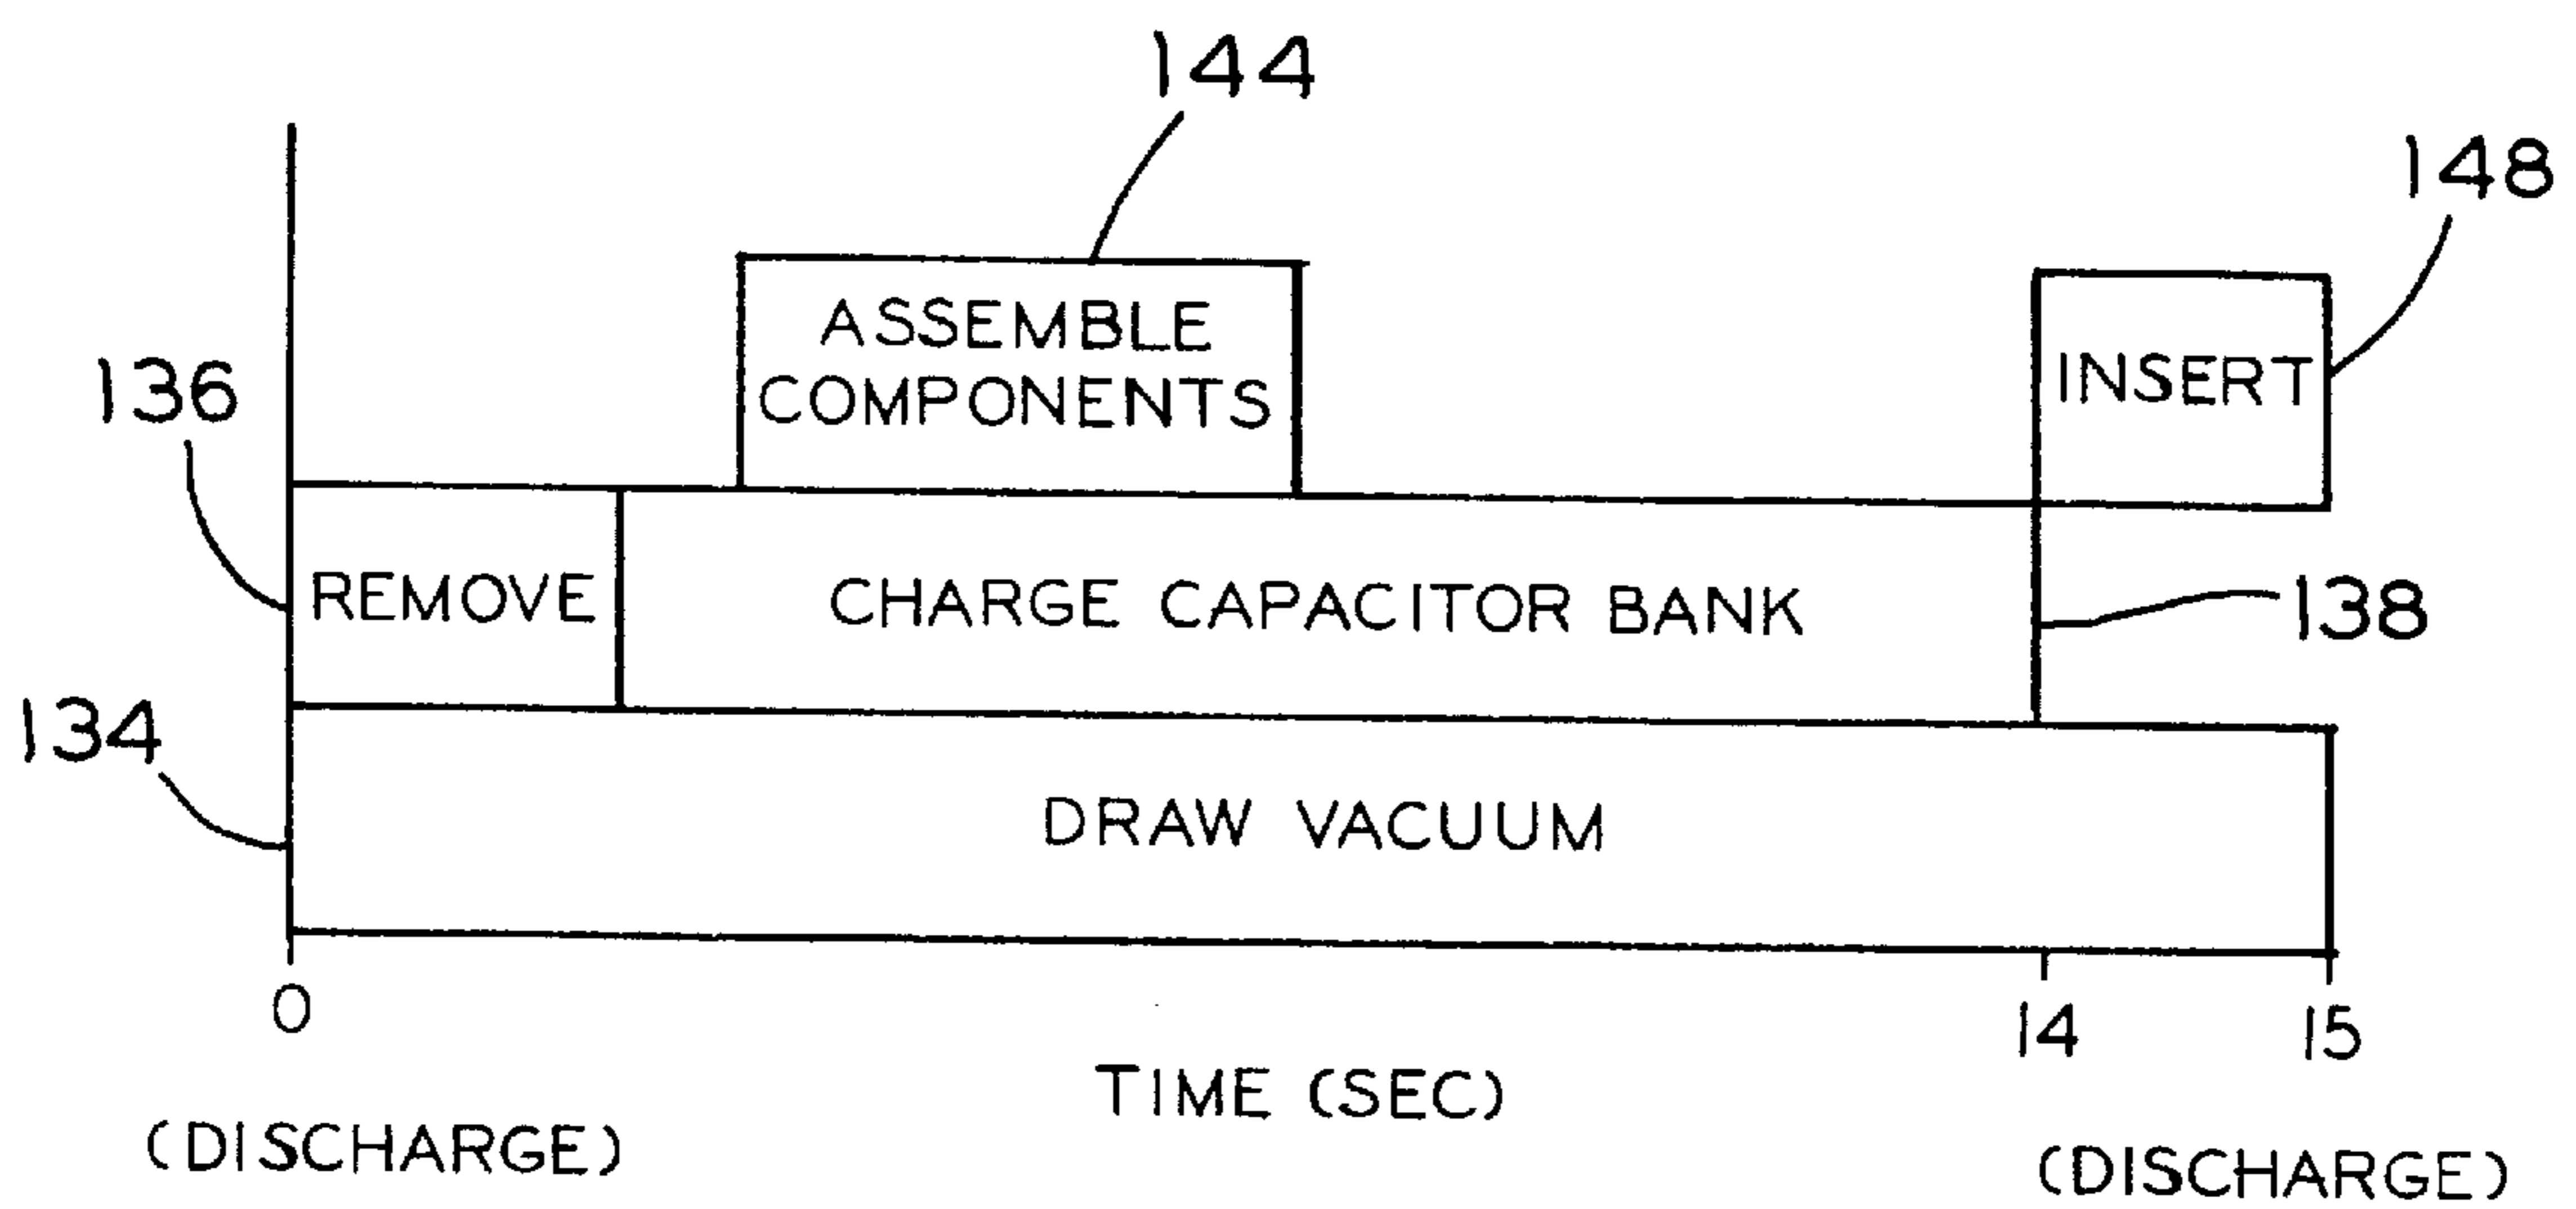 144
148
ASSEMBLE
COMPONENTS
INSERT
136
REMOVE
CHARGE CAPACITOR BANK
138
134
DRAW VACUUM
0
14
15
TIME (SEC)
(DISCHARGE)
(DISCHARGE)